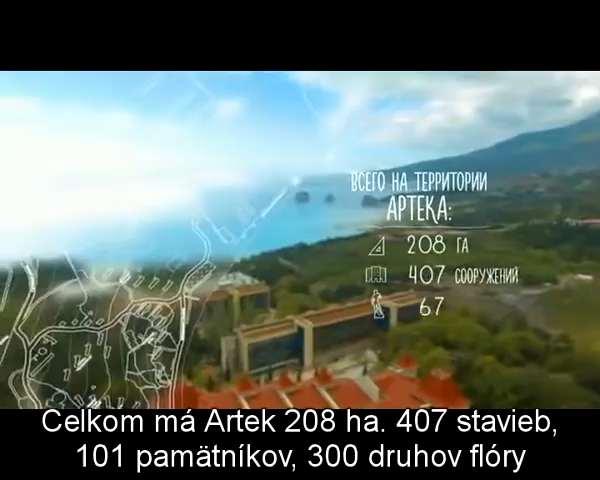 ВСЕГО НА ТЕРРИТОРИИ
АРТЕКА:
208 ГА
407 СООРУЖЕНИЙ
67
Celkom má Artek 208 ha. 407 stavieb,
101 pamätníkov, 300 druhov flóry